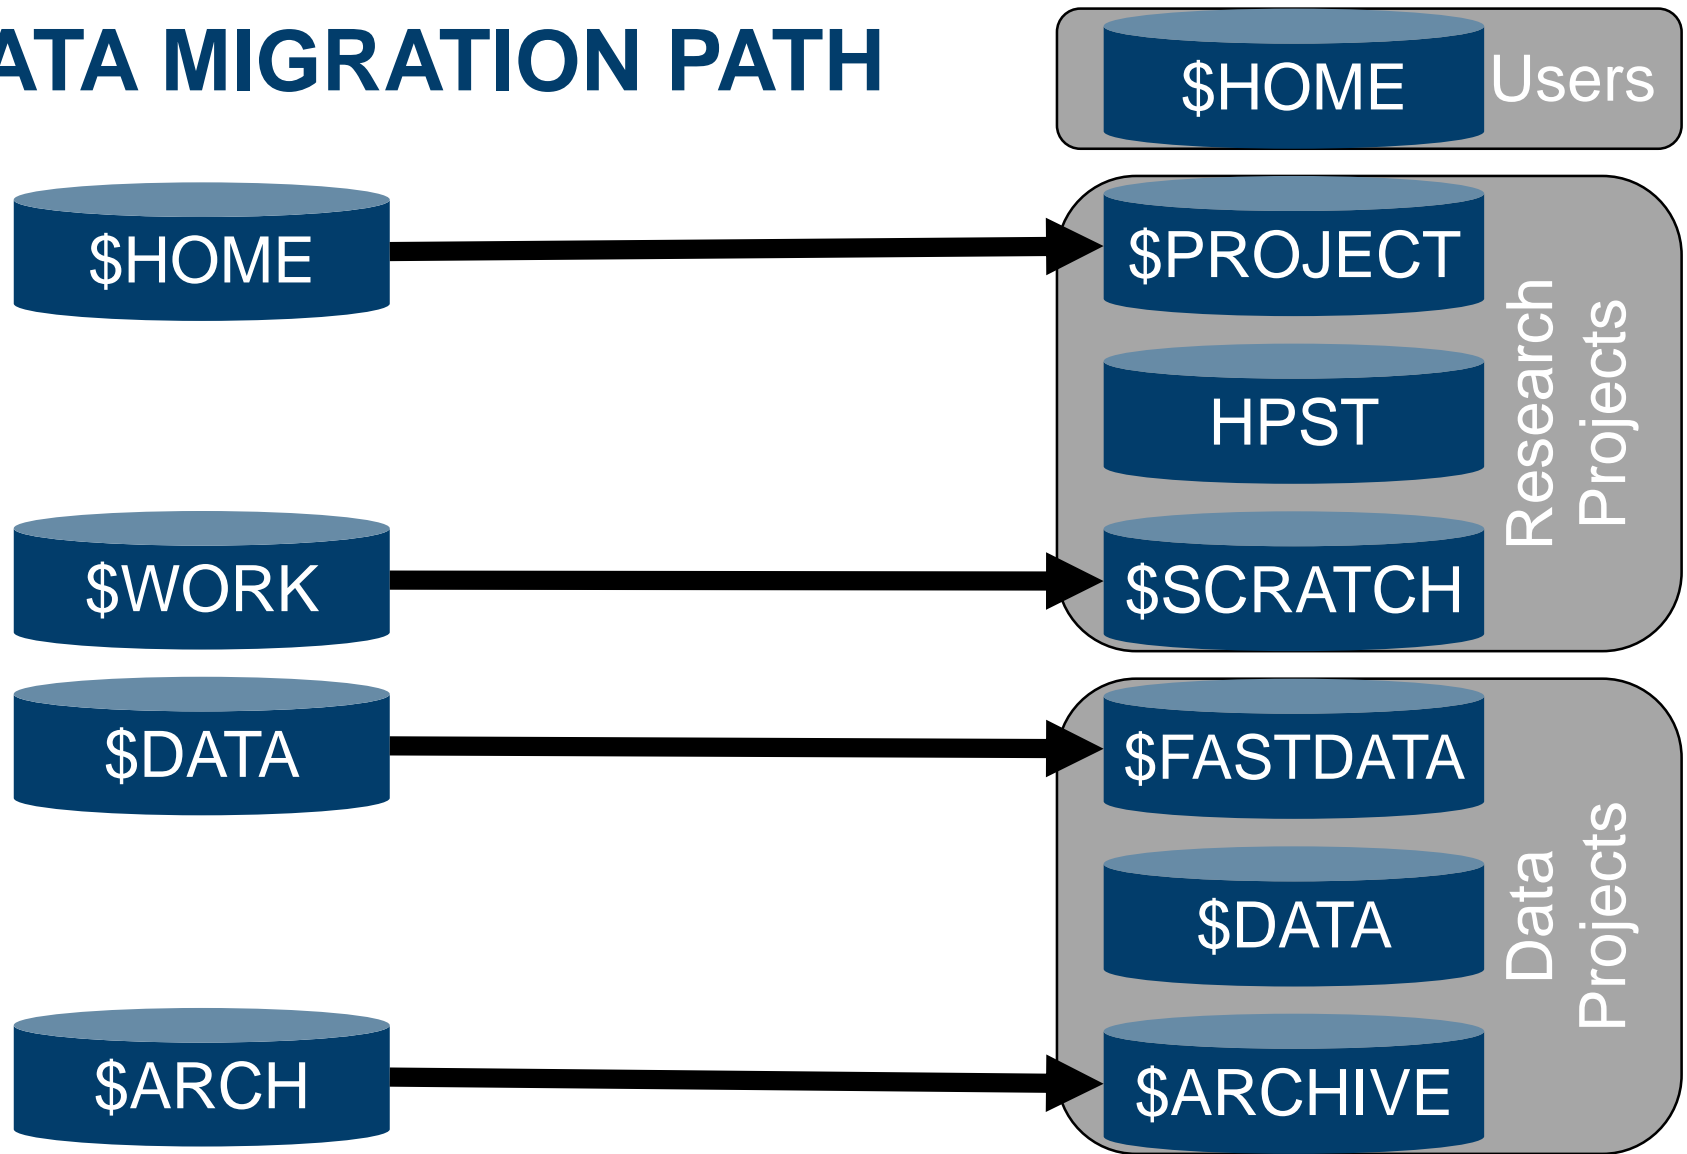 ATA MIGRATION PATH
$HOME
Users
$HOME
$PROJECT
HPST
Research
Projects
$WORK
$SCRATCH
$DATA
$FASTDATA
$DATA
Data
Projects
$ARCH
$ARCHIVE